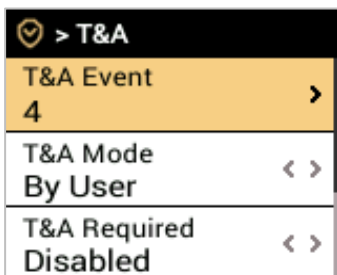 > T&A
T&A Event
4
T&A Mode
By User
T&A Required
Disabled